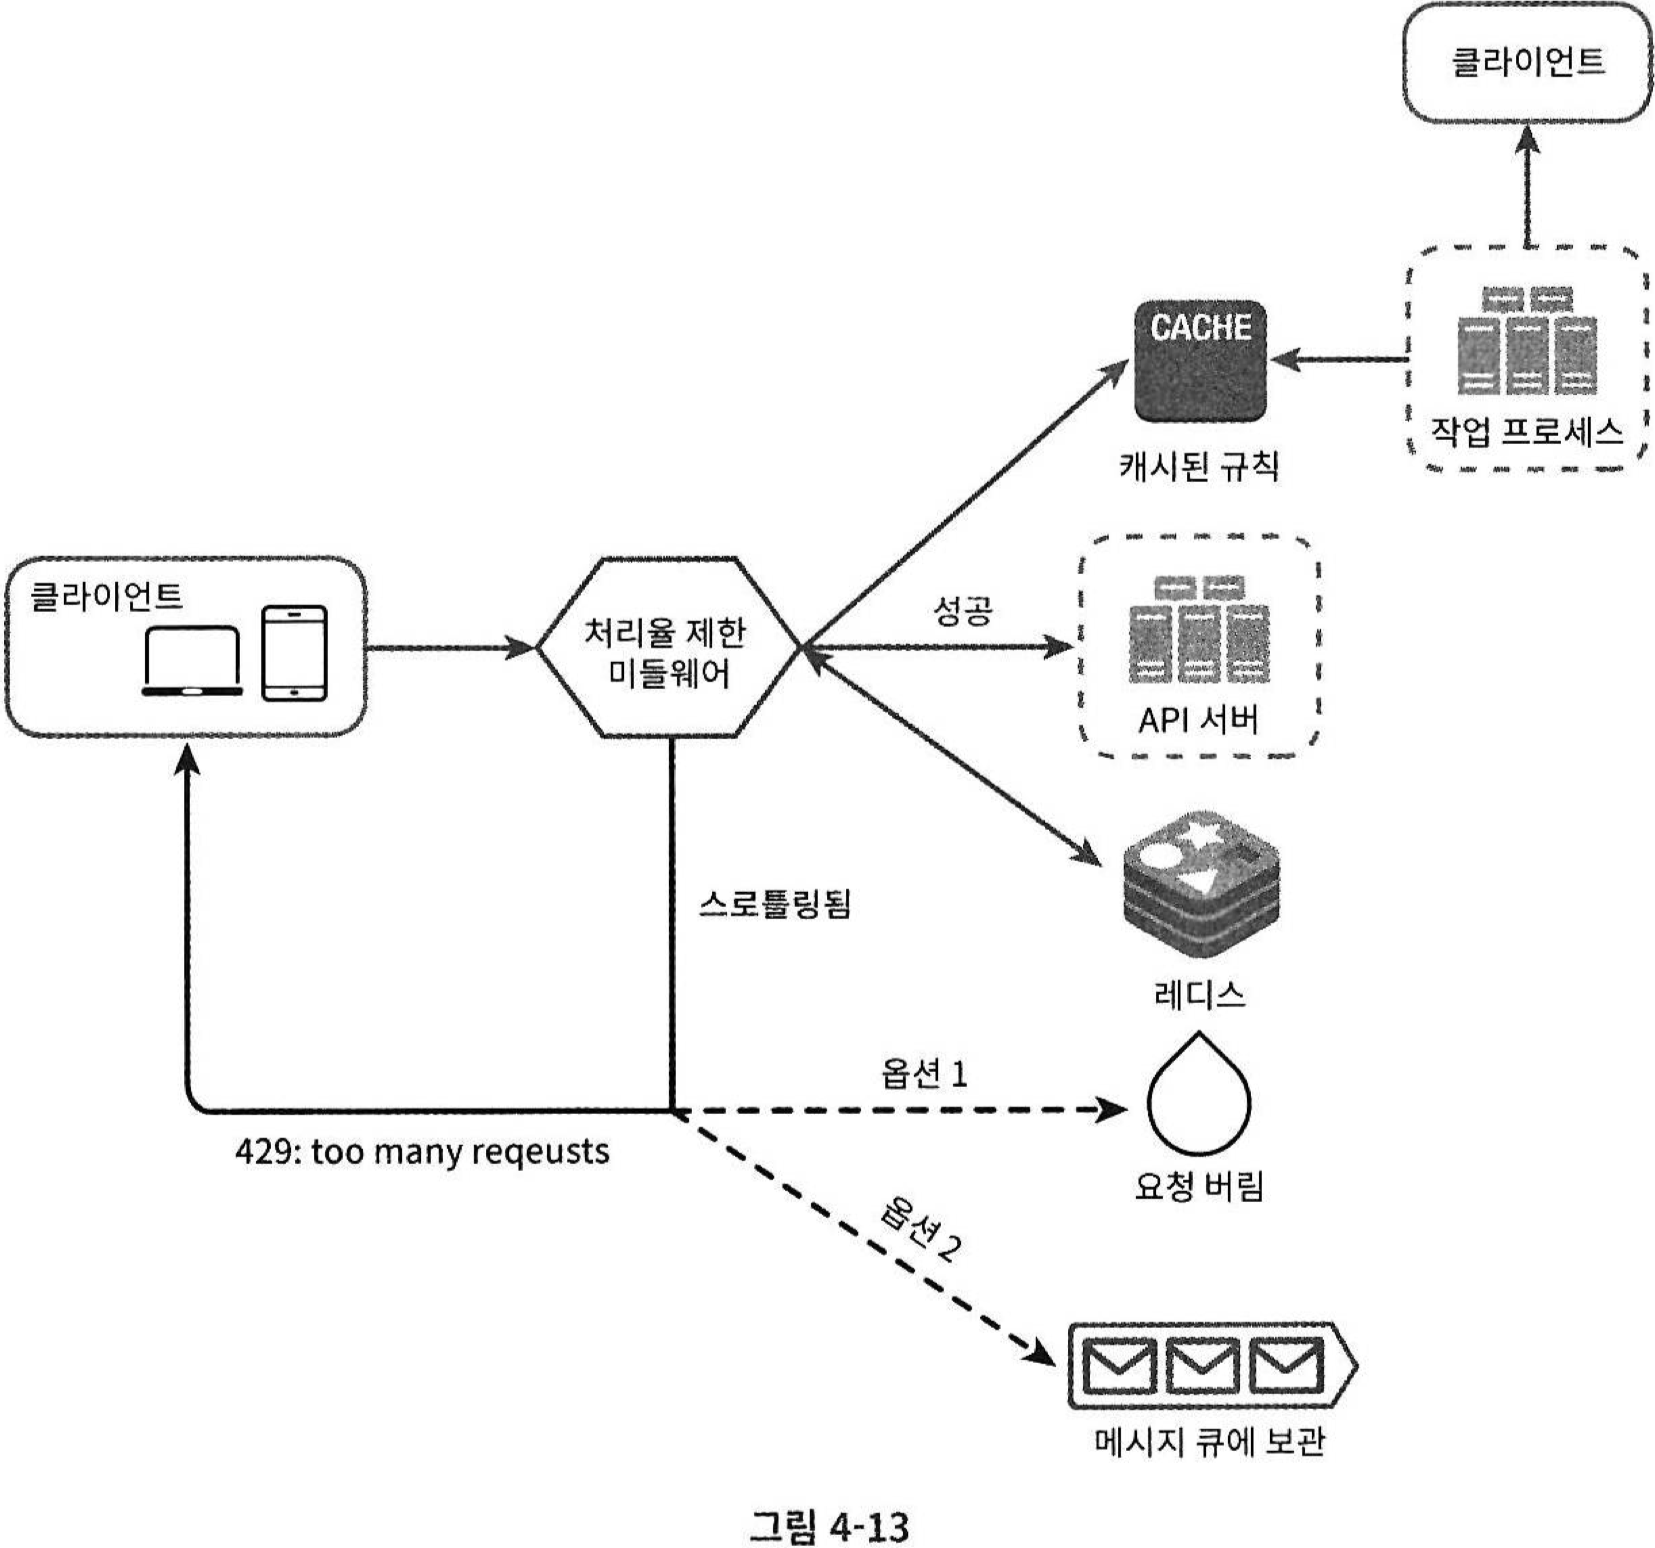 클라이언트
CACHE
작업 프로세스
캐시된 규칙
클라이언트
처리율 제한
미들웨어
성공
API 서버
스로틀링됨
레디스
옵션 1
429: too many reqeusts
요청 버림
옵션 2
메시지 큐에 보관
그림 4-13